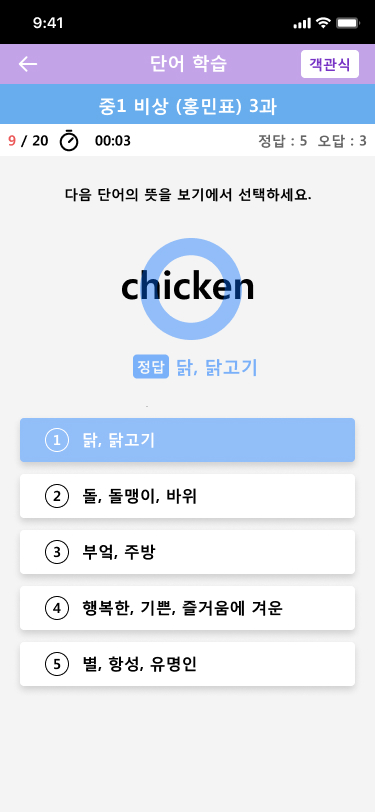 9:41
단어 학습
객관식
중1 비상 (홍민표) 3과
9 / 20 00:03 정답 : 5 오답 : 3
다음 단어의 뜻을 보기에서 선택하세요.
chicken
정답 닭, 닭고기
1 닭, 닭고기
2 돌, 돌맹이, 바위
3 부엌, 주방
4 행복한, 기쁜, 즐거움에 겨운
5 별, 항성, 유명인